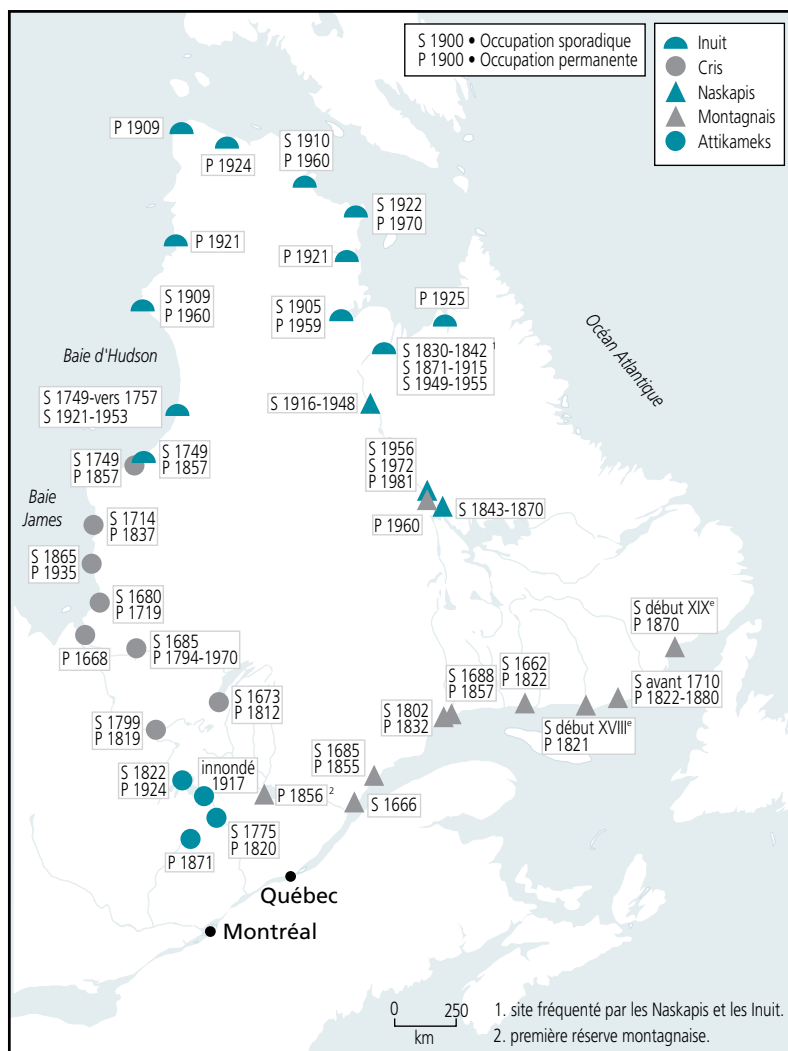 S 1900 • Occupation sporadique
P 1900 • Occupation permanente
Inuit
Cris
Naskapis
Montagnais
Attikameks
P 1909
P 1924
S 1910
P 1960
S 1922
P 1970
P 1921
P 1921
S 1909
P 1960
S 1905
P 1959
P 1925
Océan Atlantique
Baie d'Hudson
S 1830-1842 1
S 1871-1915
S 1949-1955
S 1749-vers 1757
S 1921-1953
S 1916-1948
S 1749
P 1857
S 1749
P 1857
S 1956
S 1972
P 1981
Baie
James
S 1714
P 1837
P 1960
S 1843-1870
S 1865
P 1935
S 1680
P 1719
P 1668
S 1685
P 1794-1970
S début XIXe
P 1870
S 1688
P 1857
S 1662
P 1822
S avant 1710
P 1822-1880
S 1673
P 1812
S 1802
P 1832
S 1799
P 1819
S début XVIIIe
P 1821
S 1685
P 1855
S 1822
P 1924
innondé
1917
P 1856 2
S 1666
S 1775
P 1820
P 1871
Québec
Montréal
0 250
km
1. site fréquenté par les Naskapis et les Inuit.
2. première réserve montagnaise.